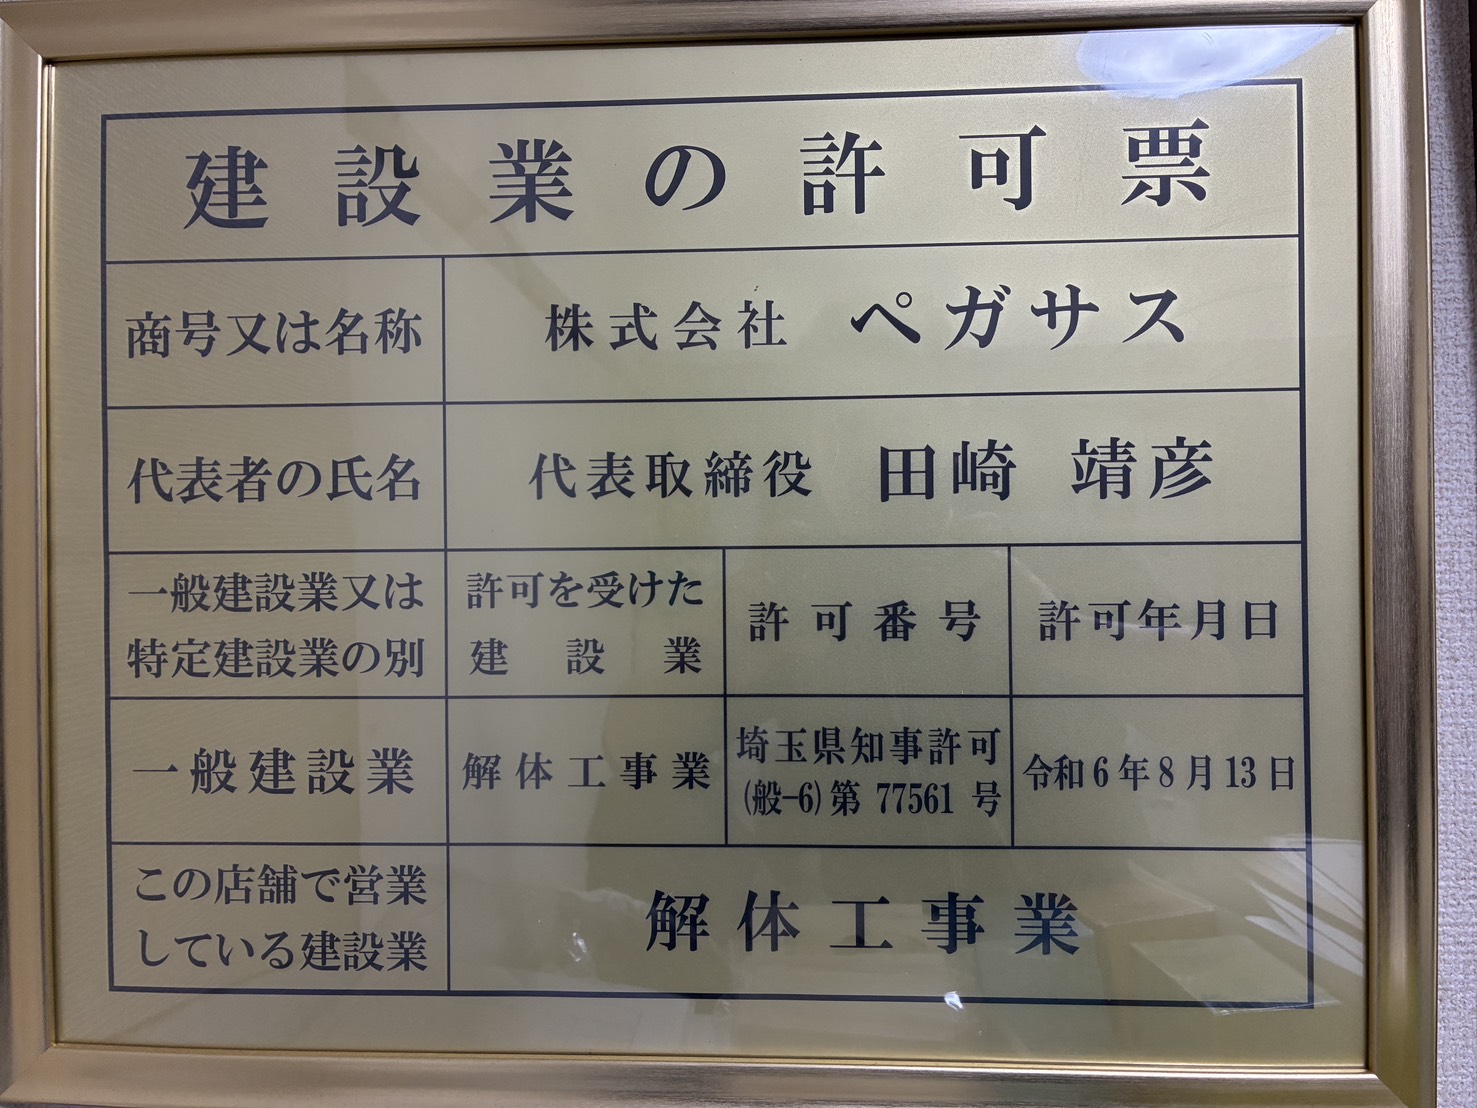 建設業の許可票
商号又は名称
株式会社 ペガサス
代表者の氏名
代表取締役 田崎 靖彦
一般建設業又は
特定建設業の別
許可を受けた
建設業
許可番号
許可年月日
一般建設業
解体工事業
埼玉県知事許可
(般-6)第 77561 号
令和6年8月13日
この店舗で営業
している建設業
解体工事業